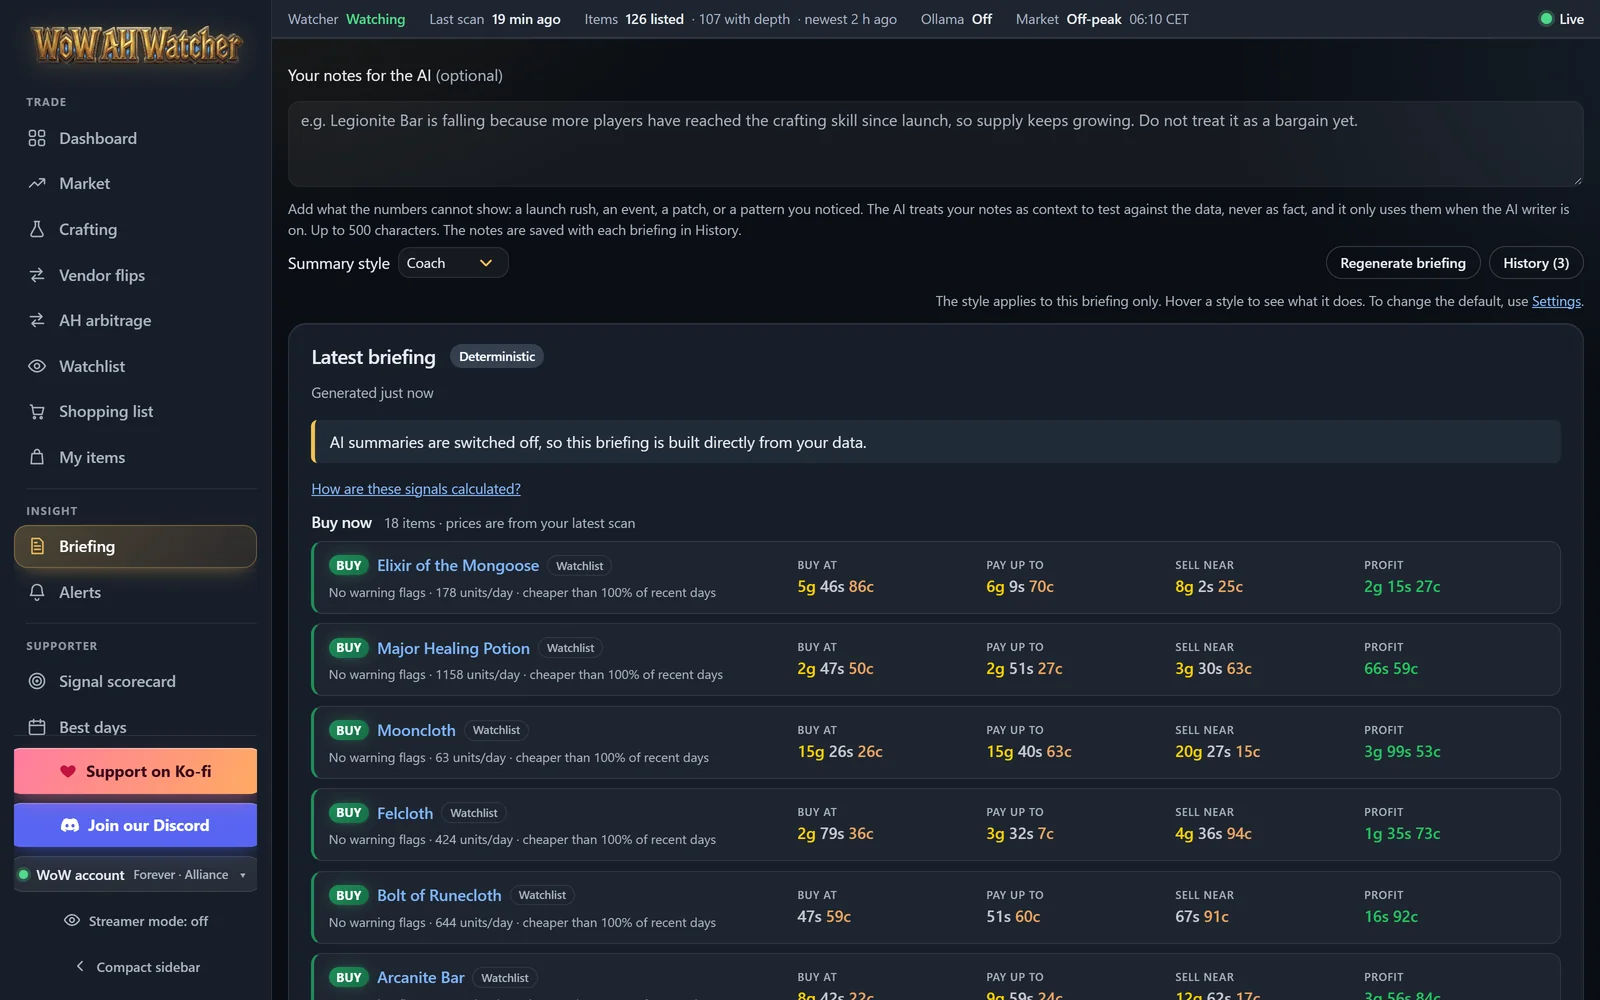 WoW AH Watcher
TRADE
Dashboard
Market
Crafting
Vendor flips
AH arbitrage
Watchlist
Shopping list
My items
INSIGHT
Briefing
Alerts
SUPPORTER
Signal scorecard
Best days
Support on Ko-fi
Join our Discord
WoW account Forever · Alliance
Streamer mode: off
Compact sidebar
Watcher Watching Last scan 19 min ago Items 126 listed · 107 with depth · newest 2 h ago Ollama Off Market Off-peak 06:10 CET Live
Your notes for the AI (optional)
e.g. Legionite Bar is falling because more players have reached the crafting skill since launch, so supply keeps growing. Do not treat it as a bargain yet.
Add what the numbers cannot show: a launch rush, an event, a patch, or a pattern you noticed. The AI treats your notes as context to test against the data, never as fact, and it only uses them when the AI writer is
on. Up to 500 characters. The notes are saved with each briefing in History.
Summary style Coach Regenerate briefing History (3)
The style applies to this briefing only. Hover a style to see what it does. To change the default, use Settings.
Latest briefing Deterministic
Generated just now
AI summaries are switched off, so this briefing is built directly from your data.
How are these signals calculated?
Buy now 18 items · prices are from your latest scan
BUY Elixir of the Mongoose Watchlist BUY AT PAY UP TO SELL NEAR PROFIT
No warning flags · 178 units/day · cheaper than 100% of recent days 5g 46s 86c 6g 9s 70c 8g 2s 25c 2g 15s 27c
BUY Major Healing Potion Watchlist BUY AT PAY UP TO SELL NEAR PROFIT
No warning flags · 1158 units/day · cheaper than 100% of recent days 2g 47s 50c 2g 51s 27c 3g 30s 63c 66s 59c
BUY Mooncloth Watchlist BUY AT PAY UP TO SELL NEAR PROFIT
No warning flags · 63 units/day · cheaper than 100% of recent days 15g 26s 26c 15g 40s 63c 20g 27s 15c 3g 99s 53c
BUY Felcloth Watchlist BUY AT PAY UP TO SELL NEAR PROFIT
No warning flags · 424 units/day · cheaper than 100% of recent days 2g 79s 36c 3g 32s 7c 4g 36s 94c 1g 35s 73c
BUY Bolt of Runecloth Watchlist BUY AT PAY UP TO SELL NEAR PROFIT
No warning flags · 644 units/day · cheaper than 100% of recent days 47s 59c 51s 60c 67s 91c 16s 92c
BUY Arcanite Bar Watchlist BUY AT PAY UP TO SELL NEAR PROFIT
8g 42s 22c 9g 59s 24c 12g 62s 17c 3g 56s 84c